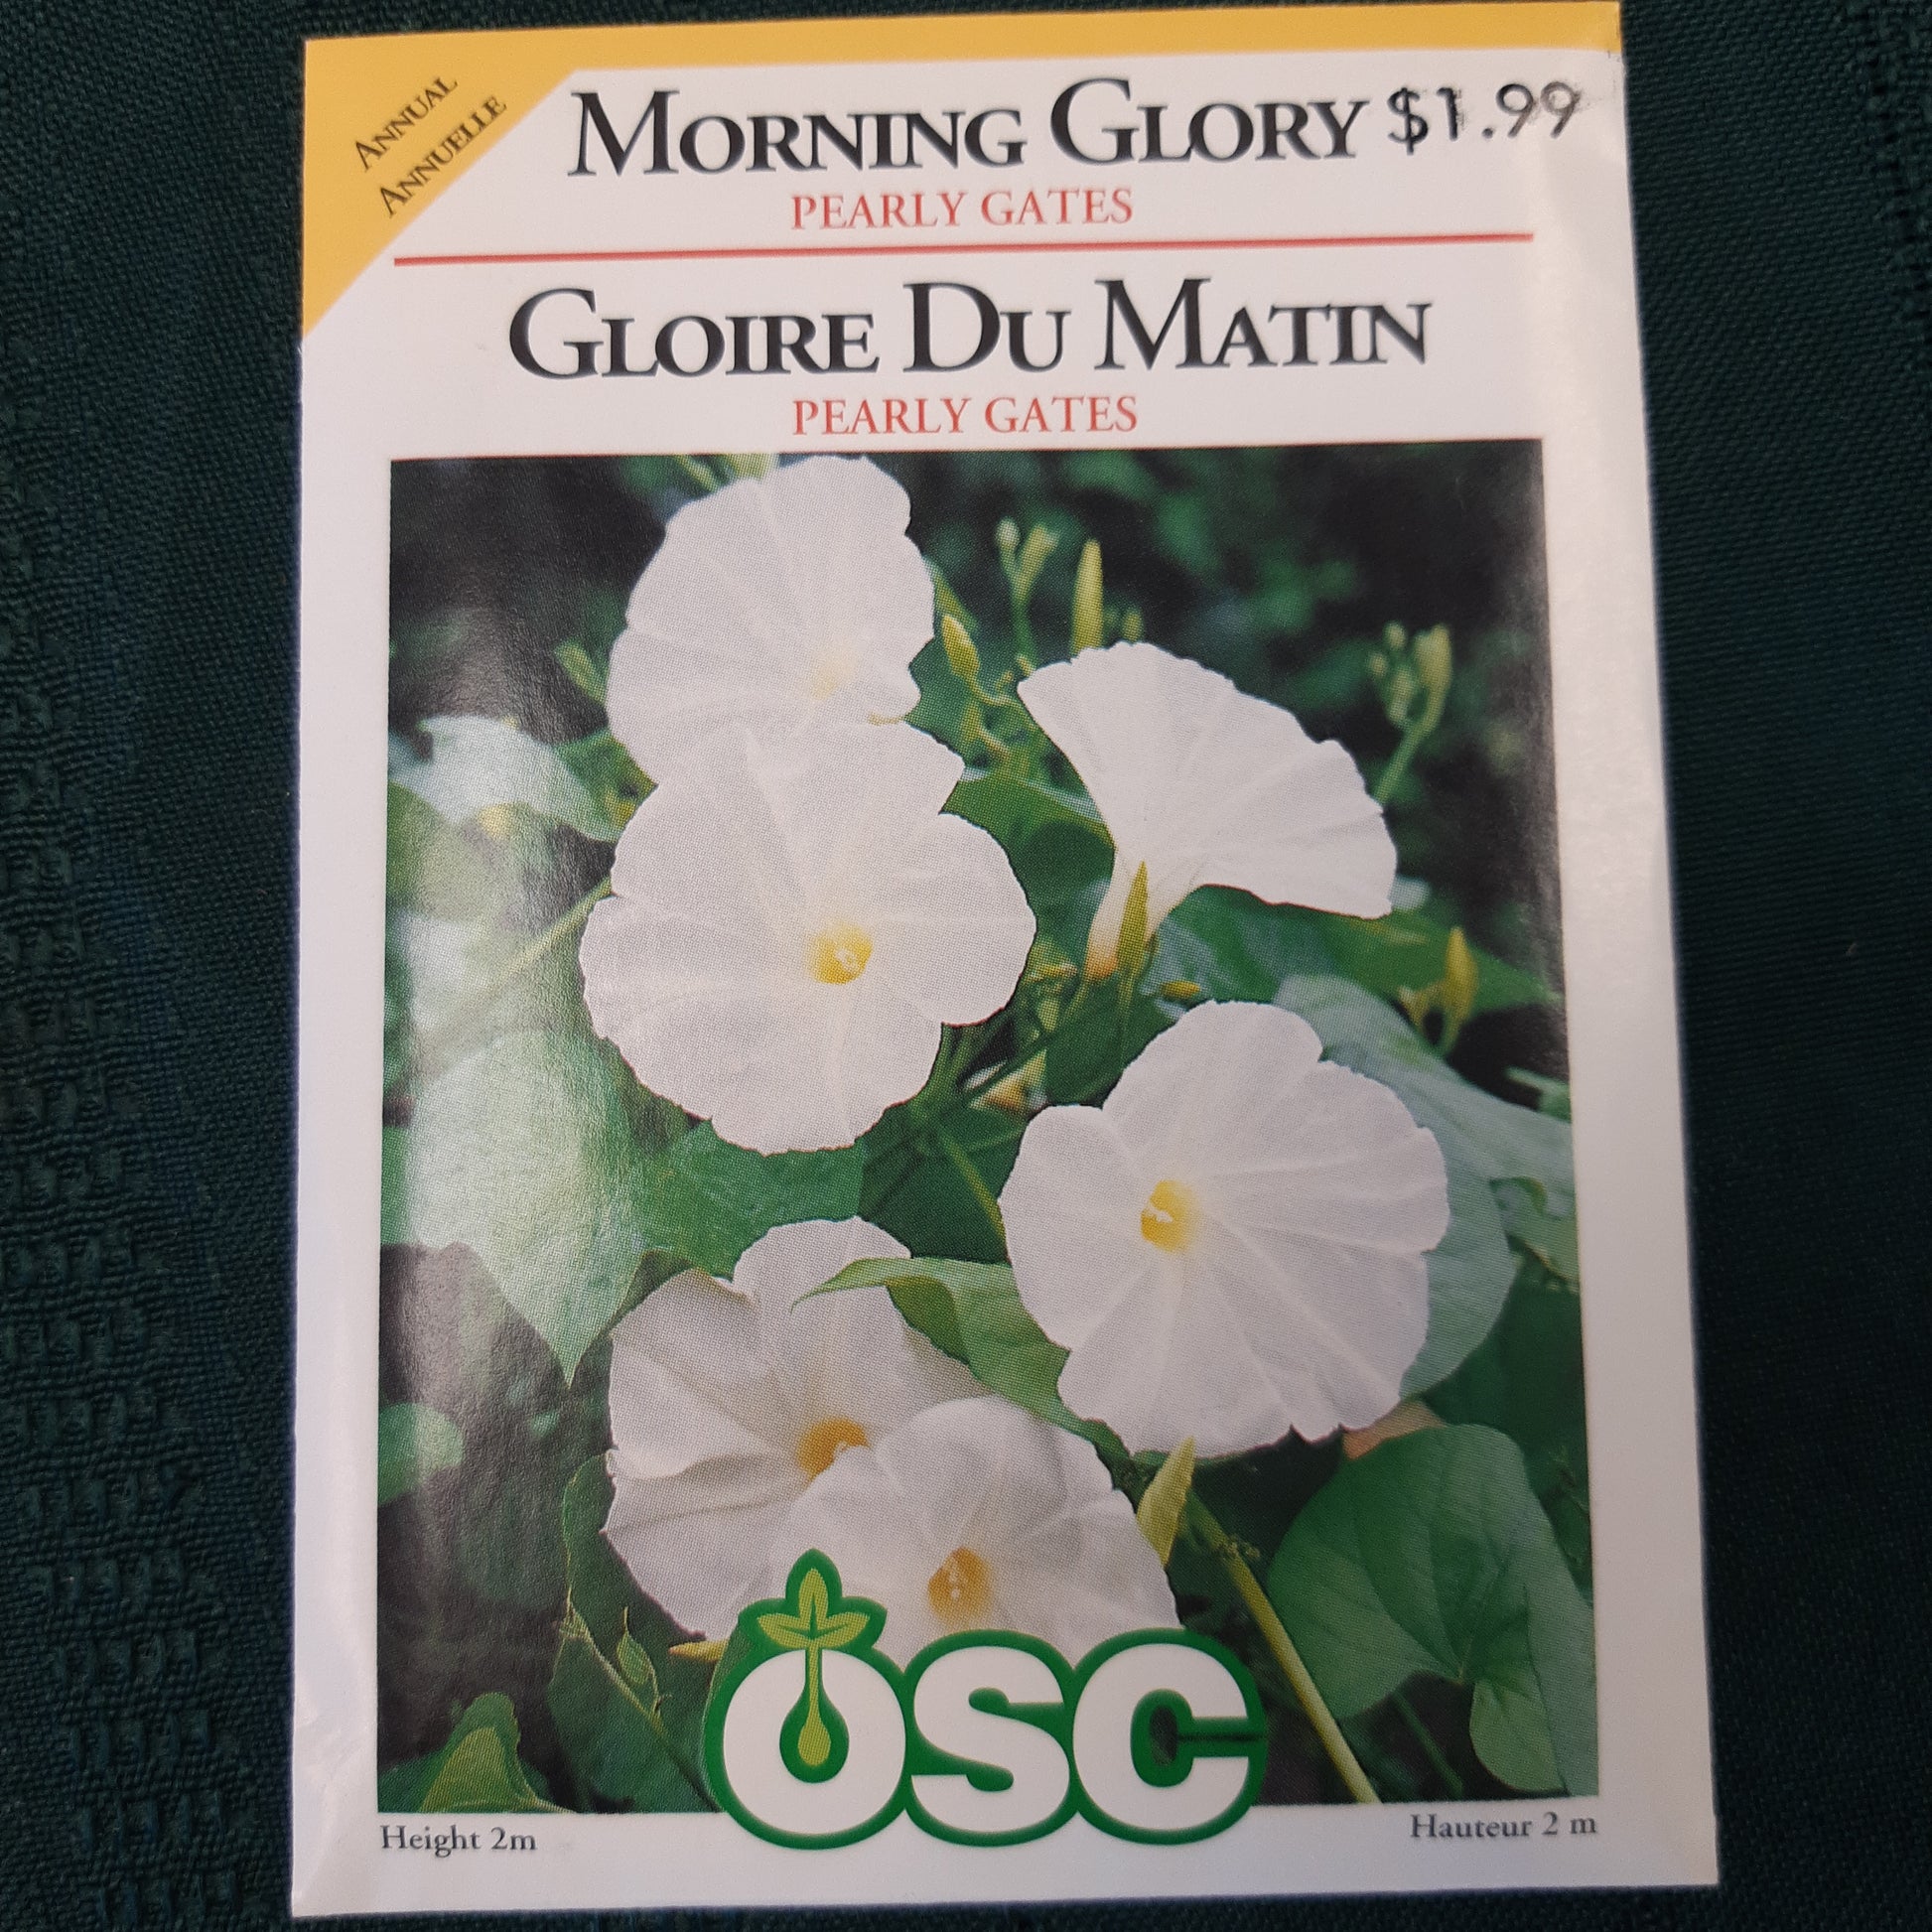 ANNUAL
ANNUELLE
MORNING GLORY $1.99
PEARLY GATES
GLOIRE DU MATIN
PEARLY GATES
OSC
Height 2m
Hauteur 2 m